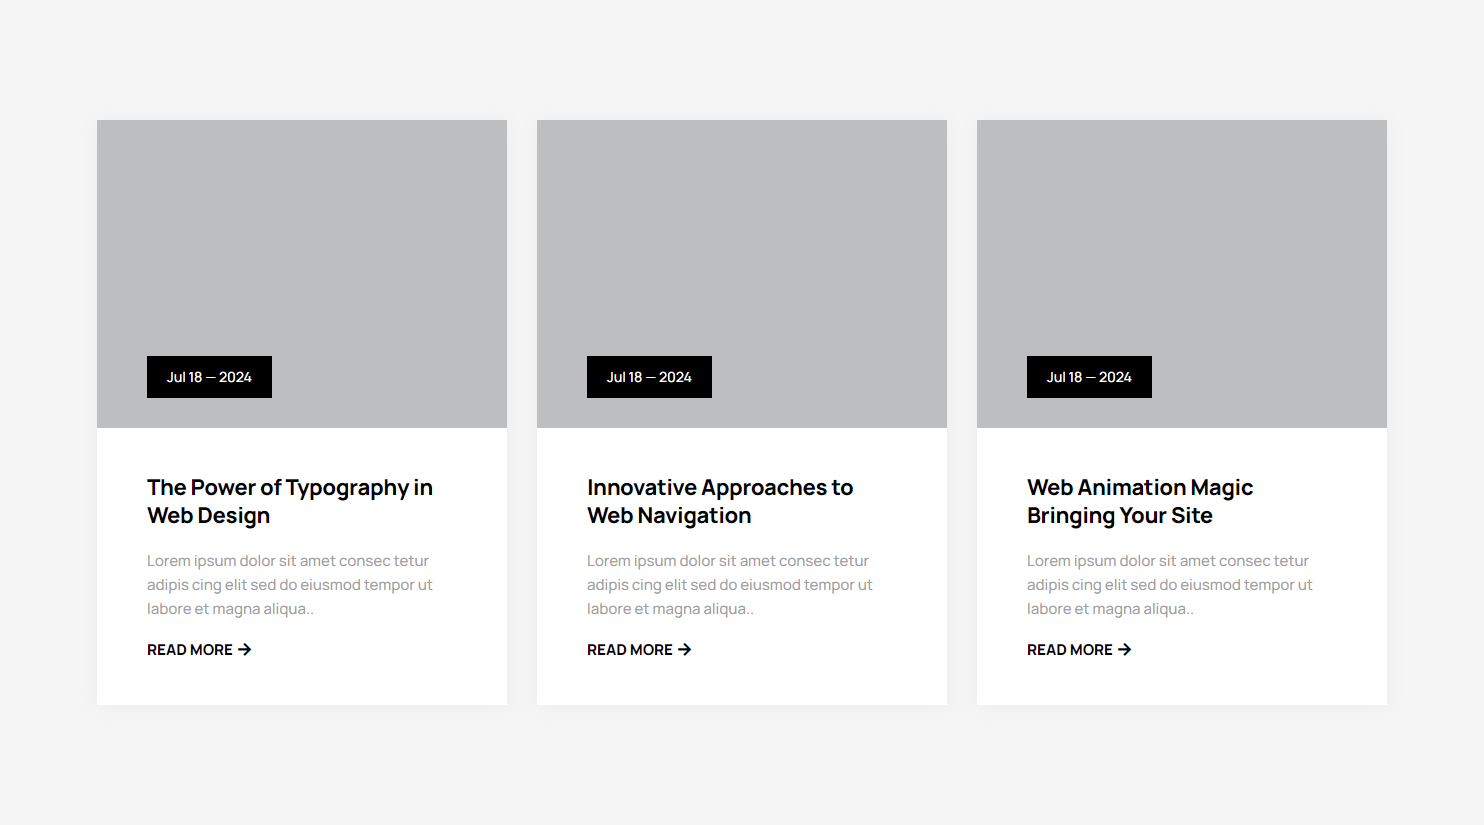 Jul 18 — 2024
The Power of Typography in
Web Design
Lorem ipsum dolor sit amet consec tetur
adipis cing elit sed do eiusmod tempor ut
labore et magna aliqua..
READ MORE →
Jul 18 — 2024
Innovative Approaches to
Web Navigation
Lorem ipsum dolor sit amet consec tetur
adipis cing elit sed do eiusmod tempor ut
labore et magna aliqua..
READ MORE →
Jul 18 — 2024
Web Animation Magic
Bringing Your Site
Lorem ipsum dolor sit amet consec tetur
adipis cing elit sed do eiusmod tempor ut
labore et magna aliqua..
READ MORE →